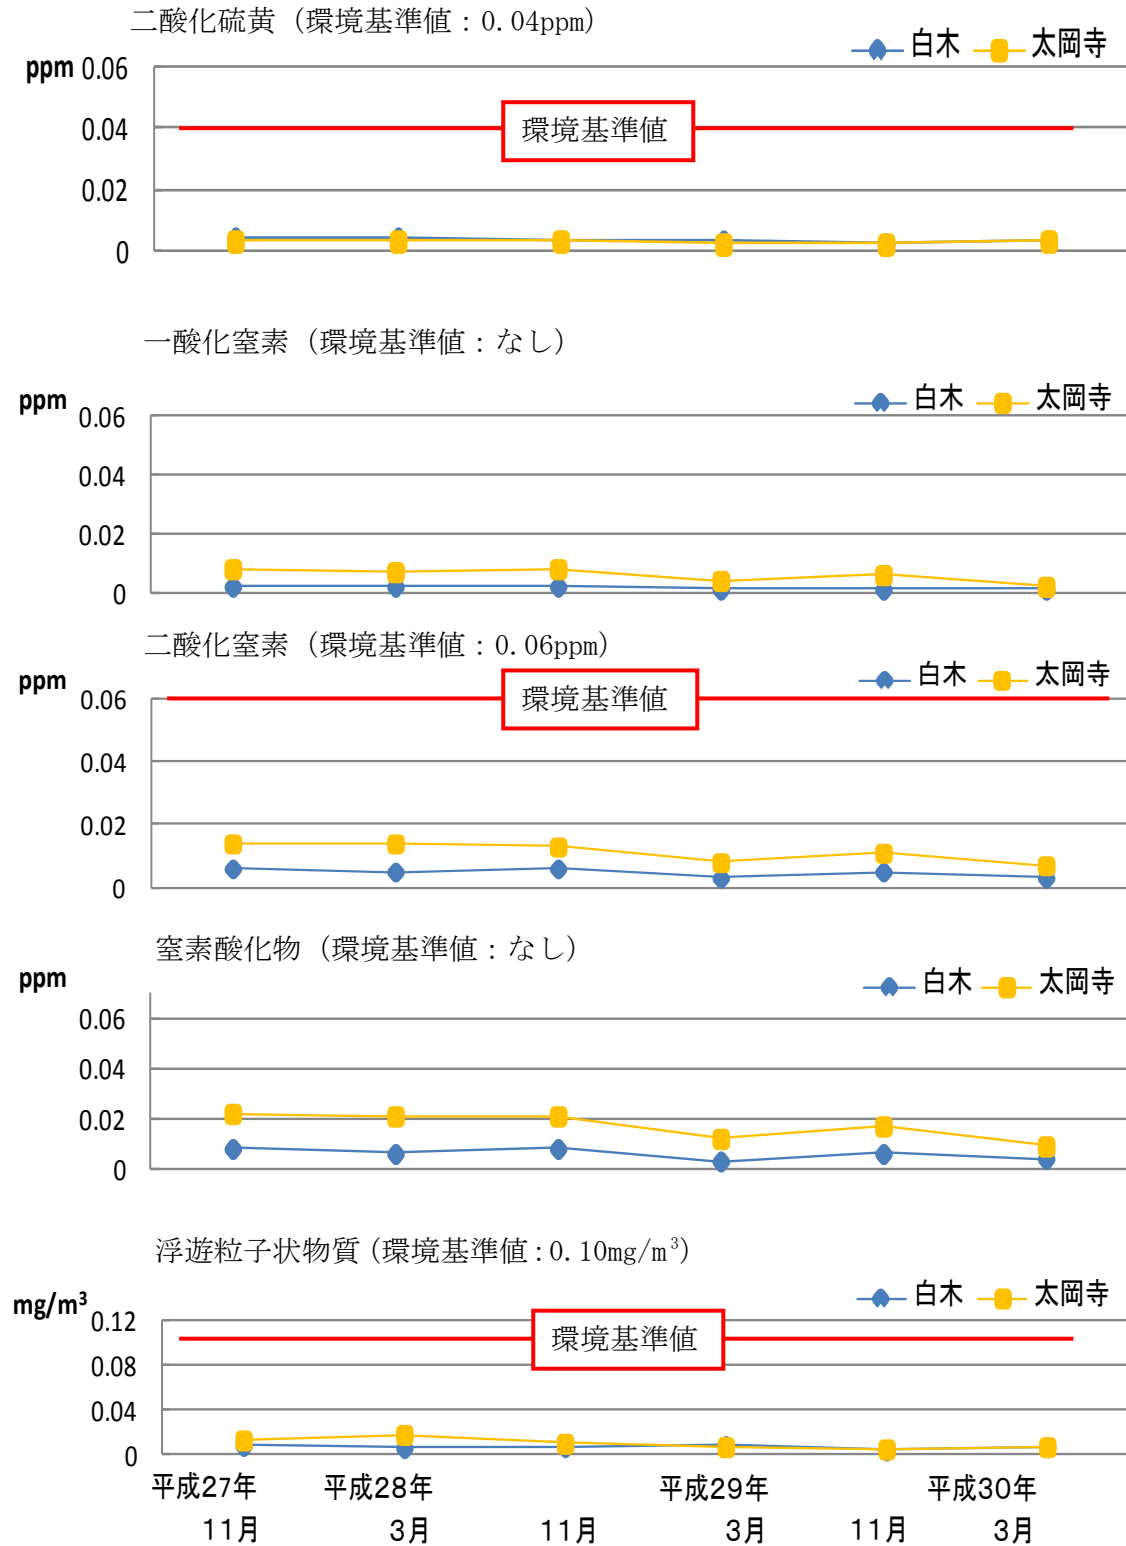 二酸化硫黄（環境基準値：0.04ppm）
白木 太岡寺
ppm
0.06
0.04
0.02
0
環境基準値
一酸化窒素（環境基準値：なし）
白木 太岡寺
ppm
0.06
0.04
0.02
0
二酸化窒素（環境基準値：0.06ppm）
白木 太岡寺
ppm
0.06
0.04
0.02
0
環境基準値
窒素酸化物（環境基準値：なし）
白木 太岡寺
ppm
0.06
0.04
0.02
0
浮遊粒子状物質（環境基準値：0.10mg/m³）
白木 太岡寺
mg/m³
0.12
0.08
0.04
0
環境基準値
平成27年 平成28年 平成29年 平成30年
11月 3月 11月 3月 11月 3月